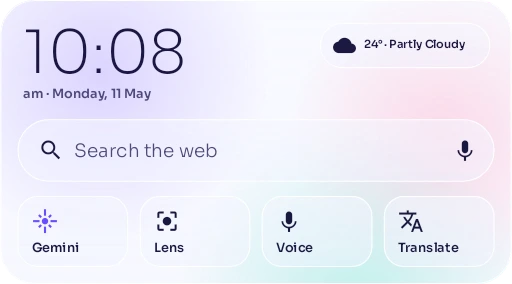 10:08
24° · Partly Cloudy
am · Monday, 11 May
Search the web
Gemini
Lens
Voice
Translate